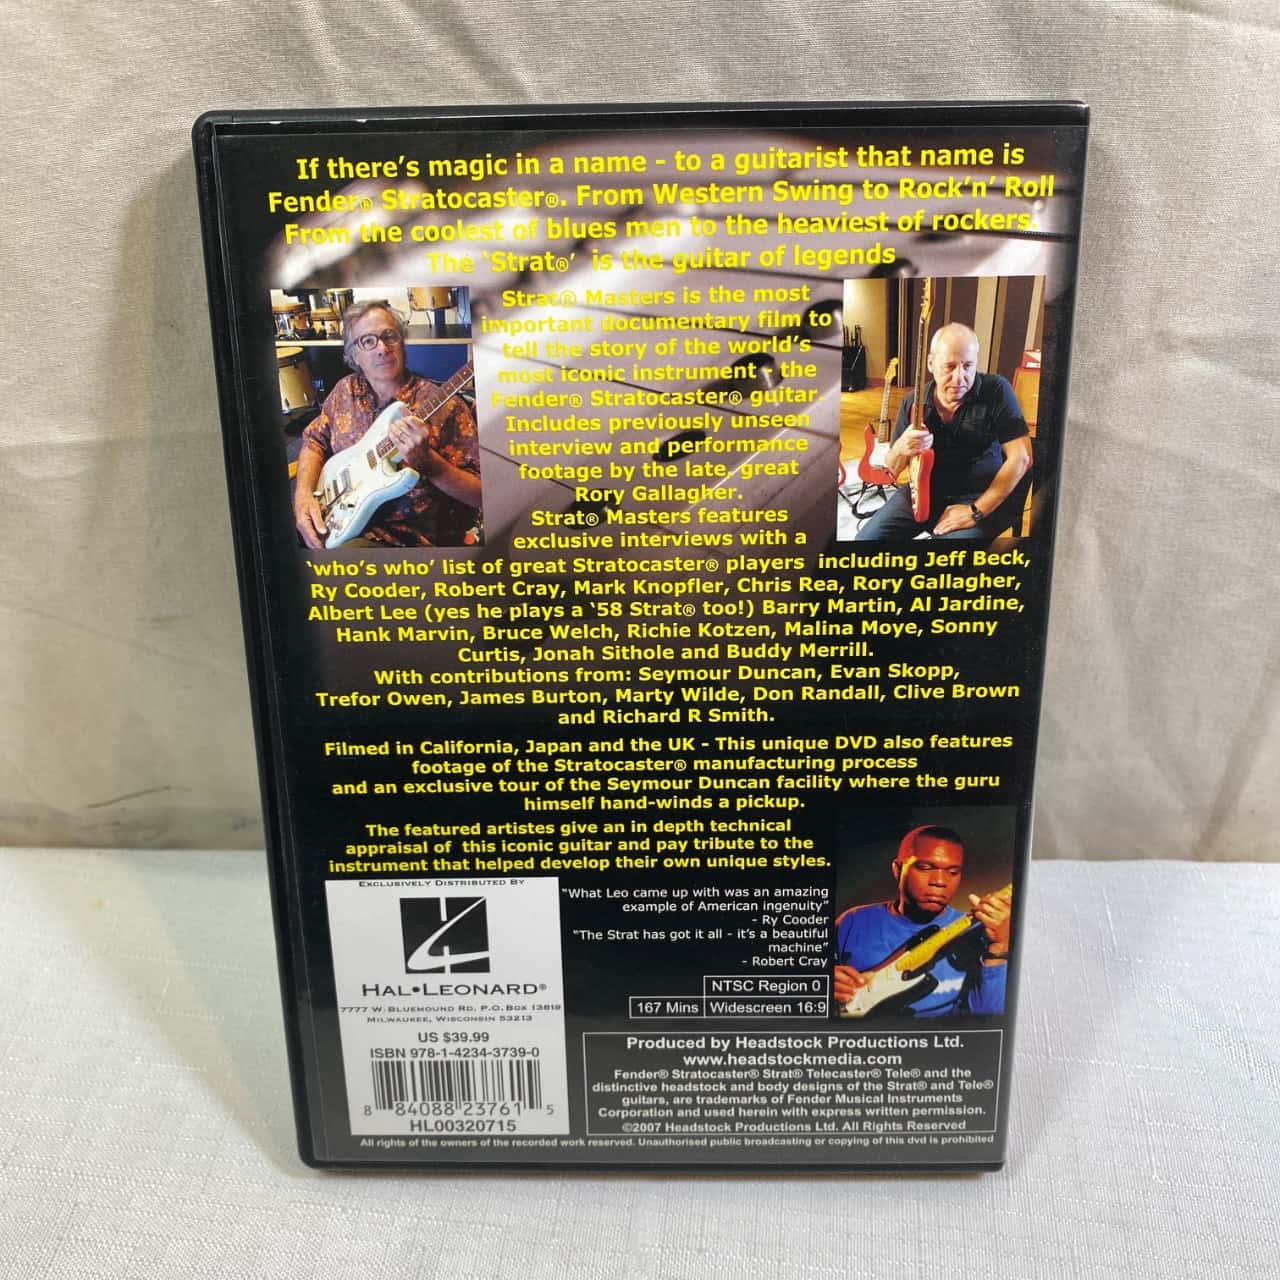 If there's magic in a name - to a guitarist that name is
Fender® Stratocaster®. From Western Swing to Rock'n' Roll
From the coolest of blues men to the heaviest of rockers.
The 'Strat®' is the guitar of legends
Strat® Masters is the most
important documentary film to
tell the story of the world's
most iconic instrument - the
Fender® Stratocaster® guitar.
Includes previously unseen
interview and performance
footage by the late, great
Rory Gallagher.
Strat® Masters features
exclusive interviews with a
'who's who' list of great Stratocaster® players including Jeff Beck,
Ry Cooder, Robert Cray, Mark Knopfler, Chris Rea, Rory Gallagher,
Albert Lee (yes he plays a '58 Strat® too!) Barry Martin, Al Jardine,
Hank Marvin, Bruce Welch, Richie Kotzen, Malina Moye, Sonny
Curtis, Jonah Sithole and Buddy Merrill.
With contributions from: Seymour Duncan, Evan Skopp,
Trefor Owen, James Burton, Marty Wilde, Don Randall, Clive Brown
and Richard R Smith.
Filmed in California, Japan and the UK - This unique DVD also features
footage of the Stratocaster® manufacturing process
and an exclusive tour of the Seymour Duncan facility where the guru
himself hand-winds a pickup.
The featured artistes give an in depth technical
appraisal of this iconic guitar and pay tribute to the
instrument that helped develop their own unique styles.
"What Leo came up with was an amazing
example of American ingenuity"
- Ry Cooder
"The Strat has got it all - it's a beautiful
machine"
- Robert Cray
NTSC Region 0
167 Mins Widescreen 16:9
EXCLUSIVELY DISTRIBUTED BY
HAL•LEONARD®
7777 W. BLUEMOUND RD. P.O. BOX 13819
MILWAUKEE, WISCONSIN 53213
US $39.99
ISBN 978-1-4234-3739-0
8 84088 23761 5
HL00320715
Produced by Headstock Productions Ltd.
www.headstockmedia.com
Fender® Stratocaster® Strat® Telecaster® Tele® and the
distinctive headstock and body designs of the Strat® and Tele®
guitars, are trademarks of Fender Musical Instruments
Corporation and used herein with express written permission.
©2007 Headstock Productions Ltd. All Rights Reserved
All rights of the owners of the recorded work reserved. Unauthorised public broadcasting or copying of this dvd is prohibited